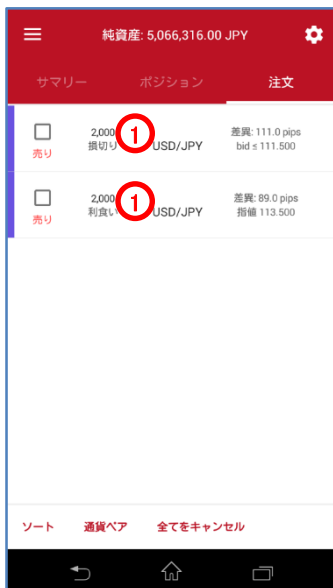 純資産: 5,066,316.00 JPY
サマリー ポジション 注文
2,000 差異: 111.0 pips
売り 損切り 1 USD/JPY bid ≤ 111.500
2,000 差異: 89.0 pips
売り 利食い 1 USD/JPY 指値 113.500
ソート 通貨ペア 全てをキャンセル